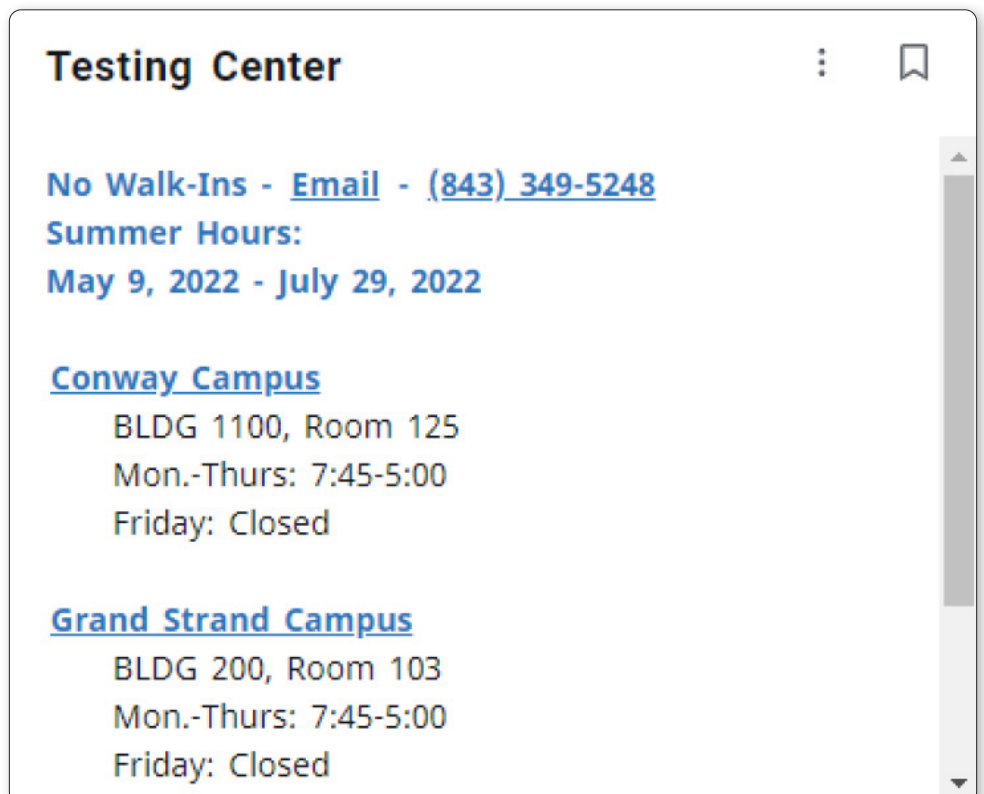 Testing Center
No Walk-Ins - Email - (843) 349-5248
Summer Hours:
May 9, 2022 - July 29, 2022
Conway Campus
BLDG 1100, Room 125
Mon.-Thurs: 7:45-5:00
Friday: Closed
Grand Strand Campus
BLDG 200, Room 103
Mon.-Thurs: 7:45-5:00
Friday: Closed